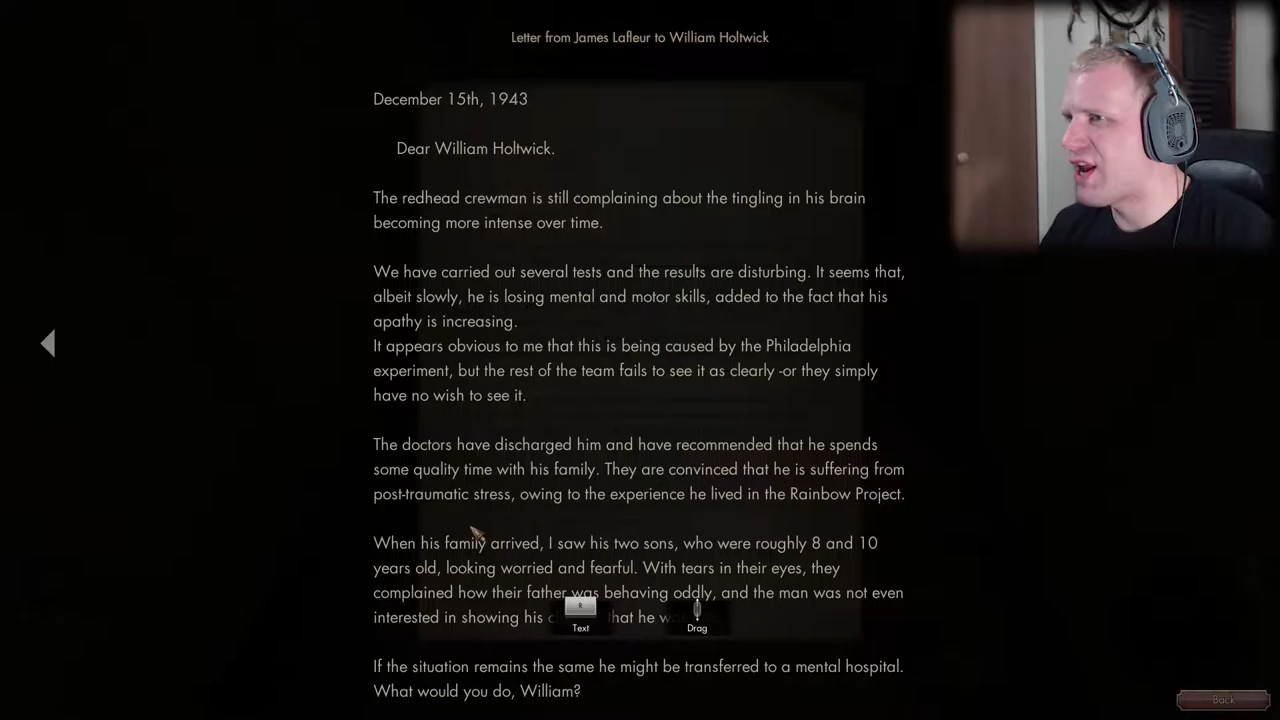 Letter from James Lafleur to William Holtwick
December 15th, 1943
Dear William Holtwick.
The redhead crewman is still complaining about the tingling in his brain
becoming more intense over time.
We have carried out several tests and the results are disturbing. It seems that,
albeit slowly, he is losing mental and motor skills, added to the fact that his
apathy is increasing.
It appears obvious to me that this is being caused by the Philadelphia
experiment, but the rest of the team fails to see it as clearly -or they simply
have no wish to see it.
The doctors have discharged him and have recommended that he spends
some quality time with his family. They are convinced that he is suffering from
post-traumatic stress, owing to the experience he lived in the Rainbow Project.
When his family arrived, I saw his two sons, who were roughly 8 and 10
years old, looking worried and fearful. With tears in their eyes, they
complained how their father was behaving oddly, and the man was not even
interested in showing his that he
R
Text
Drag
If the situation remains the same he might be transferred to a mental hospital.
What would you do, William?
Back